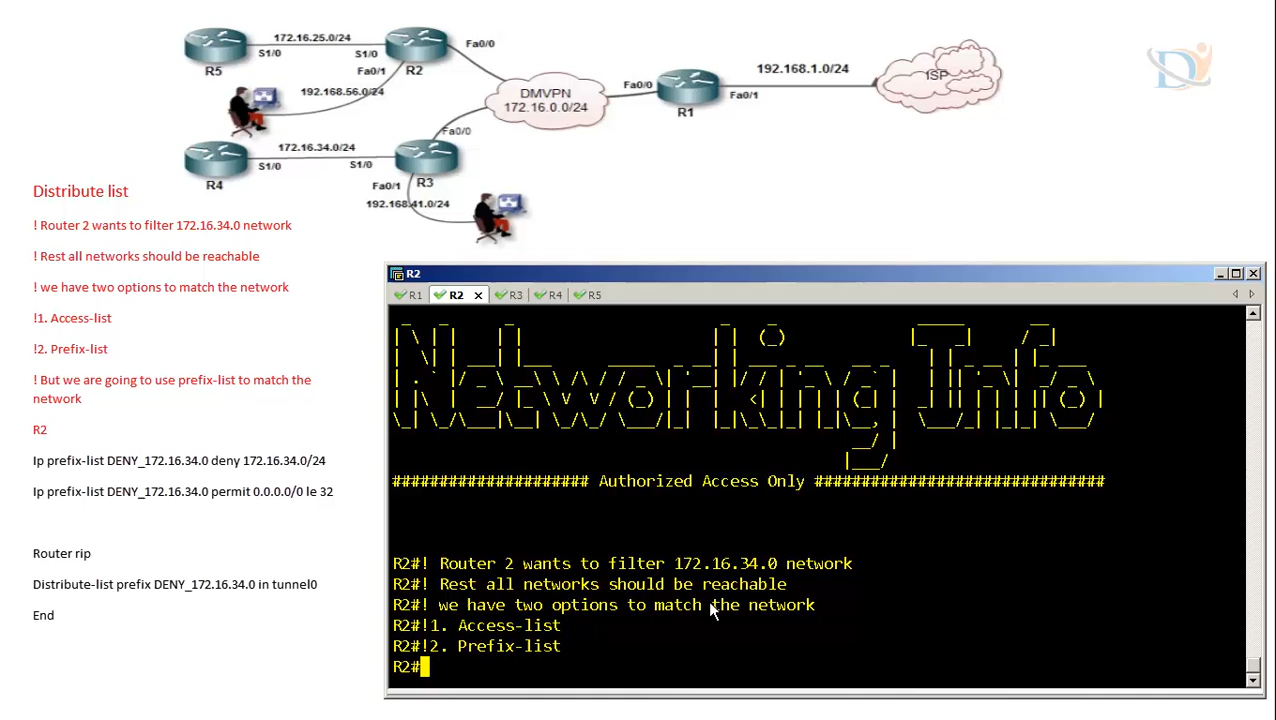 172.16.25.0/24
S1/0
S1/0
Fa0/0
R5
R2
Fa0/1
192.168.56.0/24
DMVPN
172.16.0.0/24
Fa0/0
R1
192.168.1.0/24
Fa0/1
ISP
172.16.34.0/24
Fa0/0
S1/0
S1/0
R4
R3
Fa0/1
192.168.41.0/24
Distribute list
! Router 2 wants to filter 172.16.34.0 network
! Rest all networks should be reachable
! we have two options to match the network
!1. Access-list
!2. Prefix-list
! But we are going to use prefix-list to match the
network
R2
Ip prefix-list DENY_172.16.34.0 deny 172.16.34.0/24
Ip prefix-list DENY_172.16.34.0 permit 0.0.0.0/0 le 32
Router rip
Distribute-list prefix DENY_172.16.34.0 in tunnel0
End
R2
R1
R2
R3
R4
R5
Networking Info
##################### Authorized Access Only ###############################
R2#! Router 2 wants to filter 172.16.34.0 network
R2#! Rest all networks should be reachable
R2#! we have two options to match the network
R2#!1. Access-list
R2#!2. Prefix-list
R2#